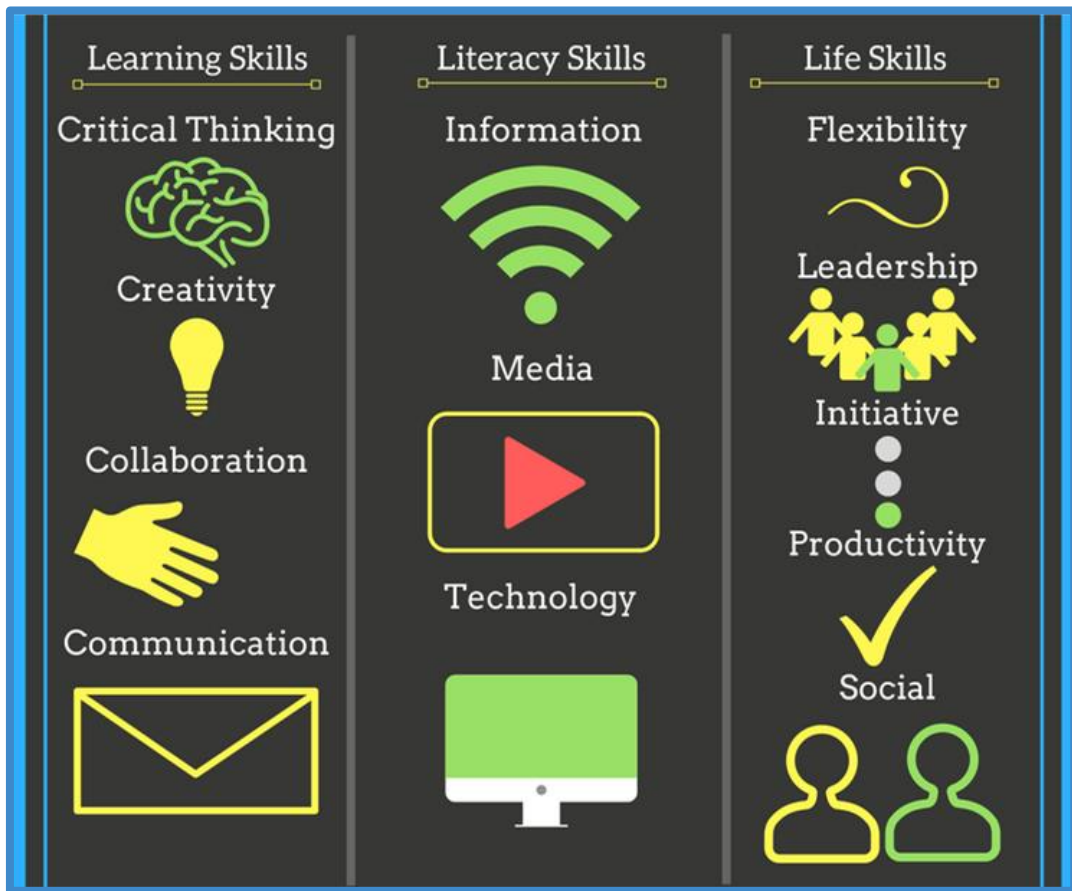 Learning Skills
Critical Thinking
Creativity
Collaboration
Communication
Literacy Skills
Information
Media
Technology
Life Skills
Flexibility
Leadership
Initiative
Productivity
Social